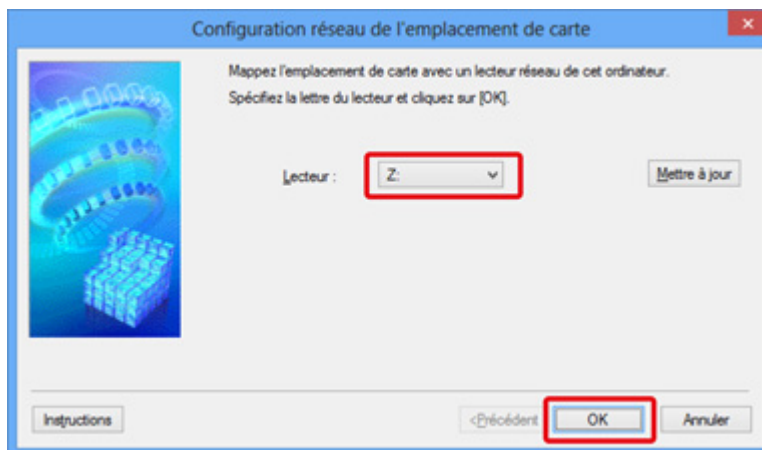 Configuration réseau de l'emplacement de carte
Mappez l'emplacement de carte avec un lecteur réseau de cet ordinateur.
Spécifiez la lettre du lecteur et cliquez sur [OK].
Lecteur :
Z:
Mettre à jour
Instructions
<Précédent
OK
Annuler